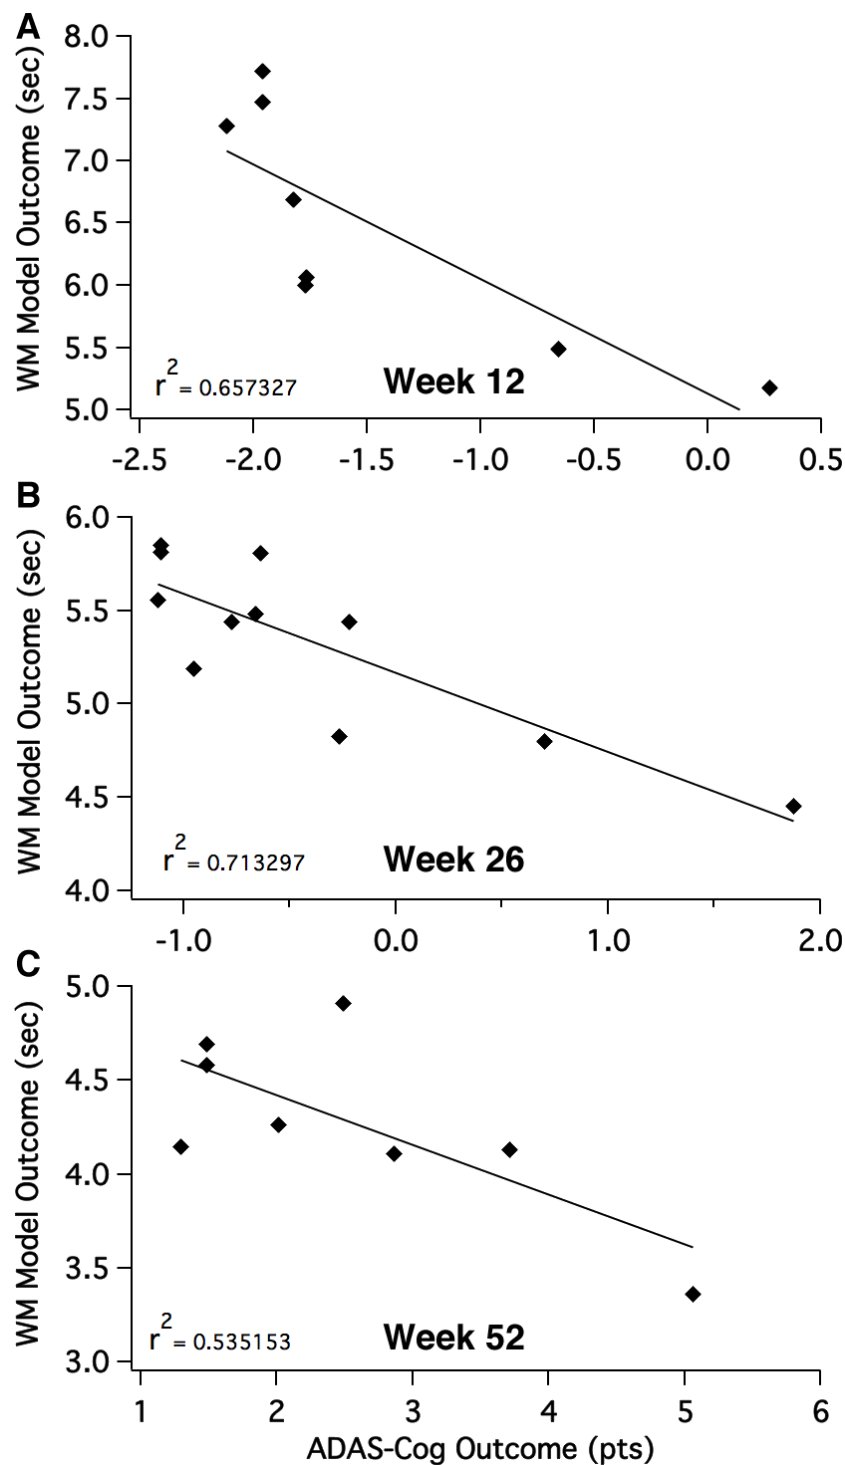 A
WM Model Outcome (sec)
8.0
7.5
7.0
6.5
6.0
5.5
5.0
r2 = 0.657327
Week 12
-2.5 -2.0 -1.5 -1.0 -0.5 0.0 0.5
B
WM Model Outcome (sec)
6.0
5.5
5.0
4.5
4.0
r2 = 0.713297
Week 26
-1.0 0.0 1.0 2.0
C
WM Model Outcome (sec)
5.0
4.5
4.0
3.5
3.0
r2 = 0.535153
Week 52
1 2 3 4 5 6
ADAS-Cog Outcome (pts)